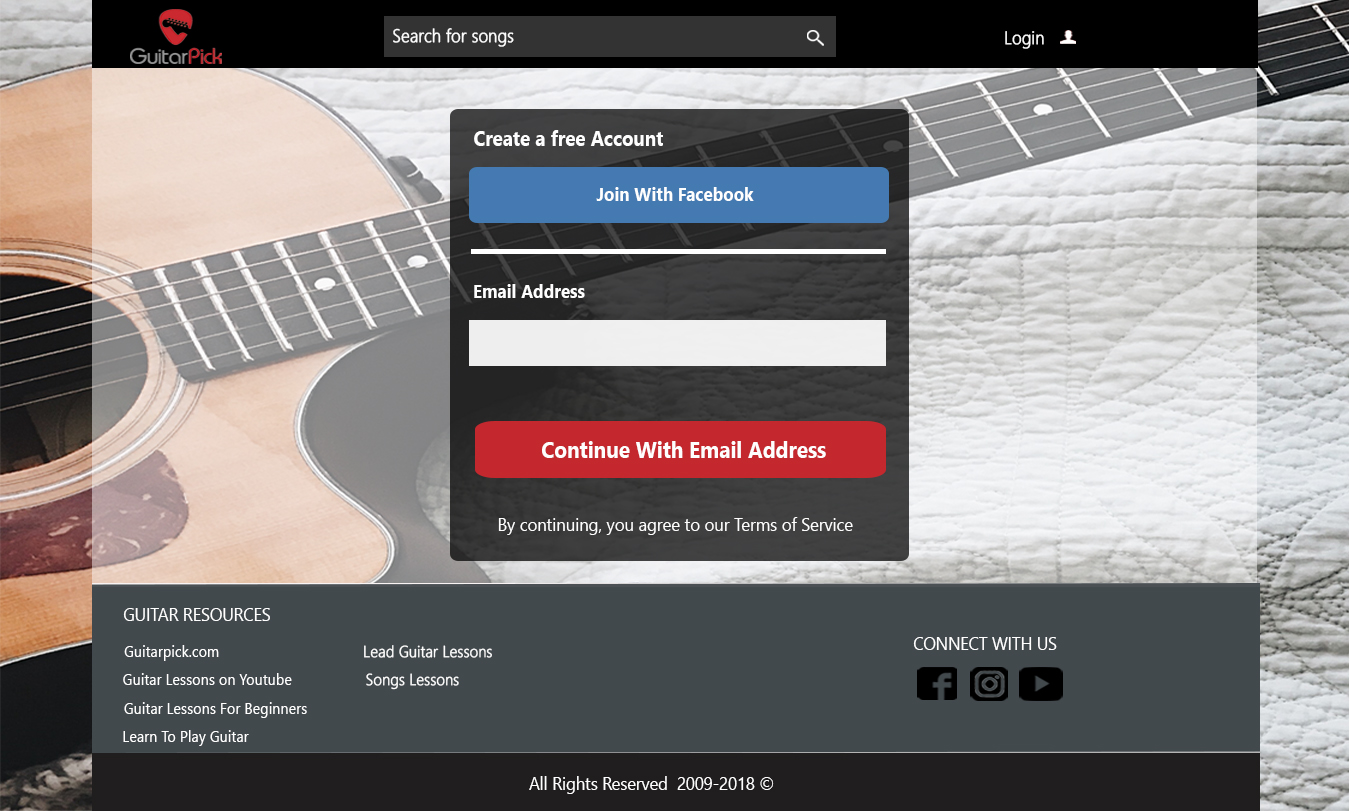 GuitarPick
Search for songs
Login
Create a free Account
Join With Facebook
Email Address
Continue With Email Address
By continuing, you agree to our Terms of Service
GUITAR RESOURCES
Guitarpick.com
Guitar Lessons on Youtube
Guitar Lessons For Beginners
Learn To Play Guitar
Lead Guitar Lessons
Songs Lessons
CONNECT WITH US
All Rights Reserved 2009-2018 ©